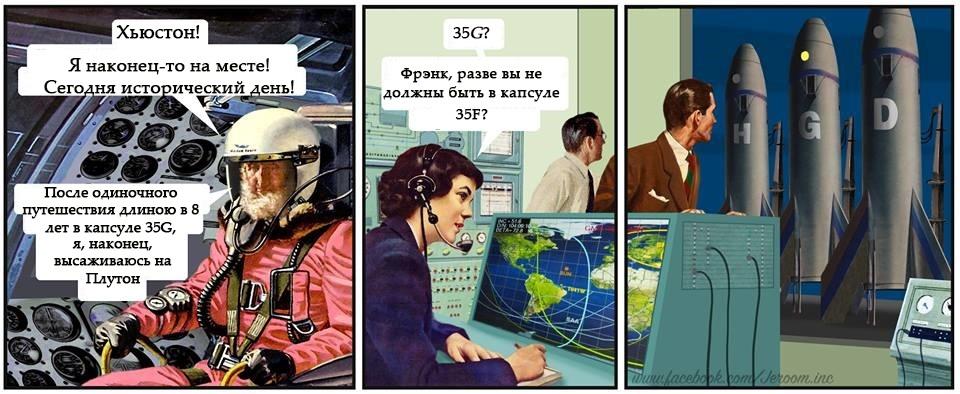 Хьюстон!
Я наконец-то на месте!
Сегодня исторический день!
После одиночного
путешествия длиною в 8
лет в капсуле 35G,
я, наконец,
высаживаюсь на
Плутон
35G?
Фрэнк, разве вы не
должны быть в капсуле
35F?
H G D
www.facebook.com/Jeroom.inc